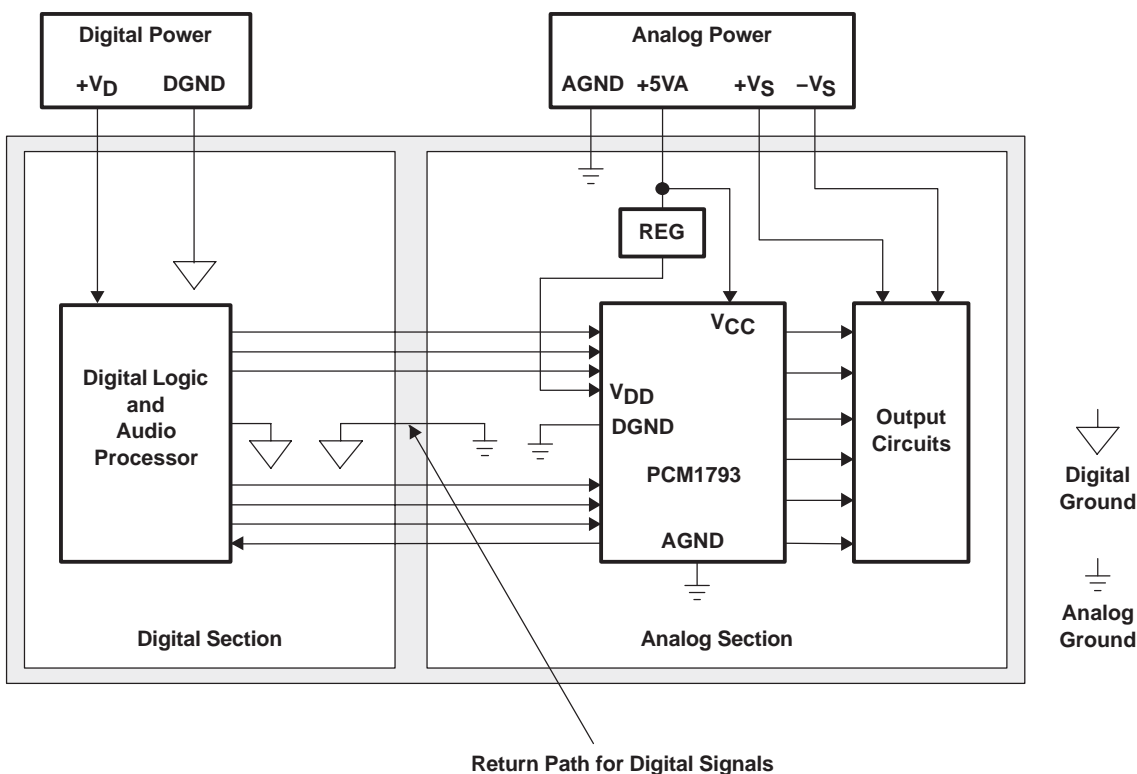 Digital Power
+VD DGND
Analog Power
AGND +5VA +VS –VS
REG
VCC
Digital Logic
and
Audio
Processor
VDD
DGND
PCM1793
AGND
Output
Circuits
Digital
Ground
Analog
Ground
Digital Section
Analog Section
Return Path for Digital Signals